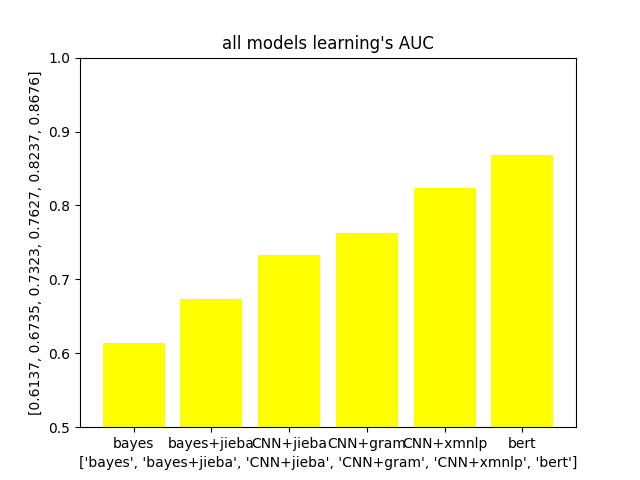 all models learning's AUC
[0.6137, 0.6735, 0.7323, 0.7627, 0.8237, 0.8676]
1.0
0.9
0.8
0.7
0.6
0.5
bayes bayes+jieba CNN+jieba CNN+gram CNN+xmnlp bert
['bayes', 'bayes+jieba', 'CNN+jieba', 'CNN+gram', 'CNN+xmnlp', 'bert']